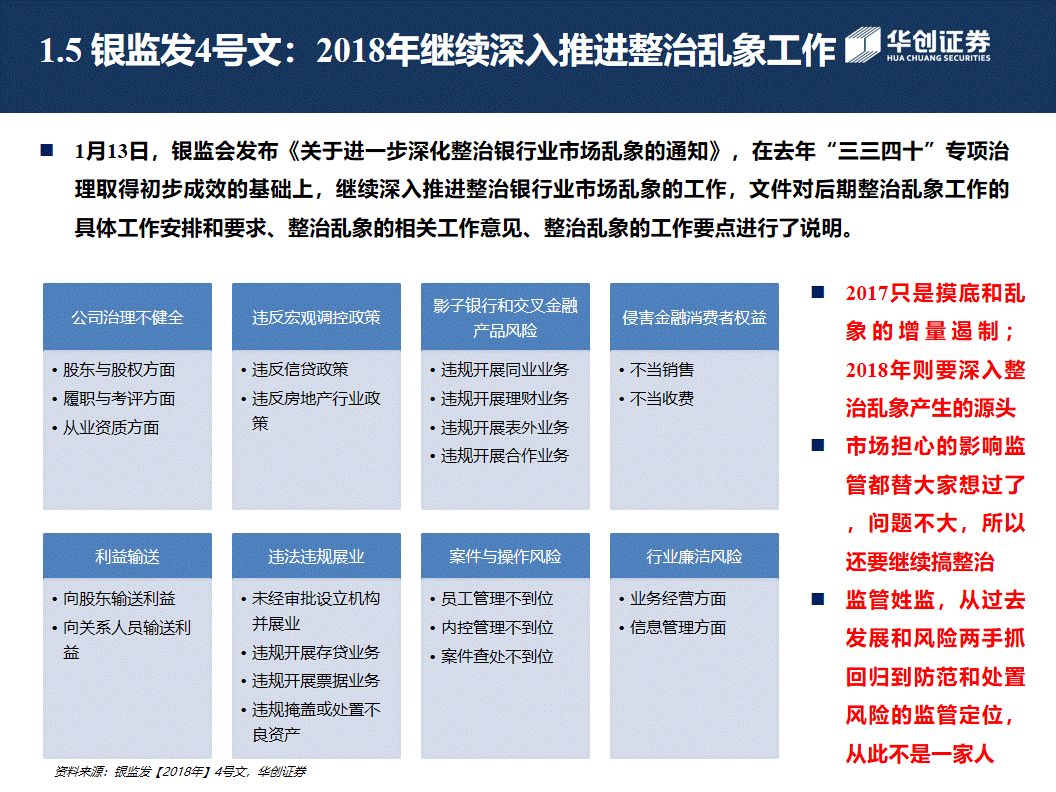 1.5 银监发4号文：2018年继续深入推进整治乱象工作
华创证券
HUA CHUANG SECURITIES
■ 1月13日，银监会发布《关于进一步深化整治银行业市场乱象的通知》，在去年“三三四十”专项治
理取得初步成效的基础上，继续深入推进整治银行业市场乱象的工作，文件对后期整治乱象工作的
具体工作安排和要求、整治乱象的相关工作意见、整治乱象的工作要点进行了说明。
公司治理不健全
• 股东与股权方面
• 履职与考评方面
• 从业资质方面
违反宏观调控政策
• 违反信贷政策
• 违反房地产行业政
策
影子银行和交叉金融
产品风险
• 违规开展同业业务
• 违规开展理财业务
• 违规开展表外业务
• 违规开展合作业务
侵害金融消费者权益
• 不当销售
• 不当收费
利益输送
• 向股东输送利益
• 向关系人员输送利
益
违法违规展业
• 未经审批设立机构
并展业
• 违规开展存贷业务
• 违规开展票据业务
• 违规掩盖或处置不
良资产
案件与操作风险
• 员工管理不到位
• 内控管理不到位
• 案件查处不到位
行业廉洁风险
• 业务经营方面
• 信息管理方面
■ 2017只是摸底和乱
象的增量遏制；
2018年则要深入整
治乱象产生的源头
■ 市场担心的影响监
管都替大家想过了
，问题不大，所以
还要继续搞整治
■ 监管姓监，从过去
发展和风险两手抓
回归到防范和处置
风险的监管定位，
从此不是一家人
资料来源：银监发【2018年】4号文，华创证券